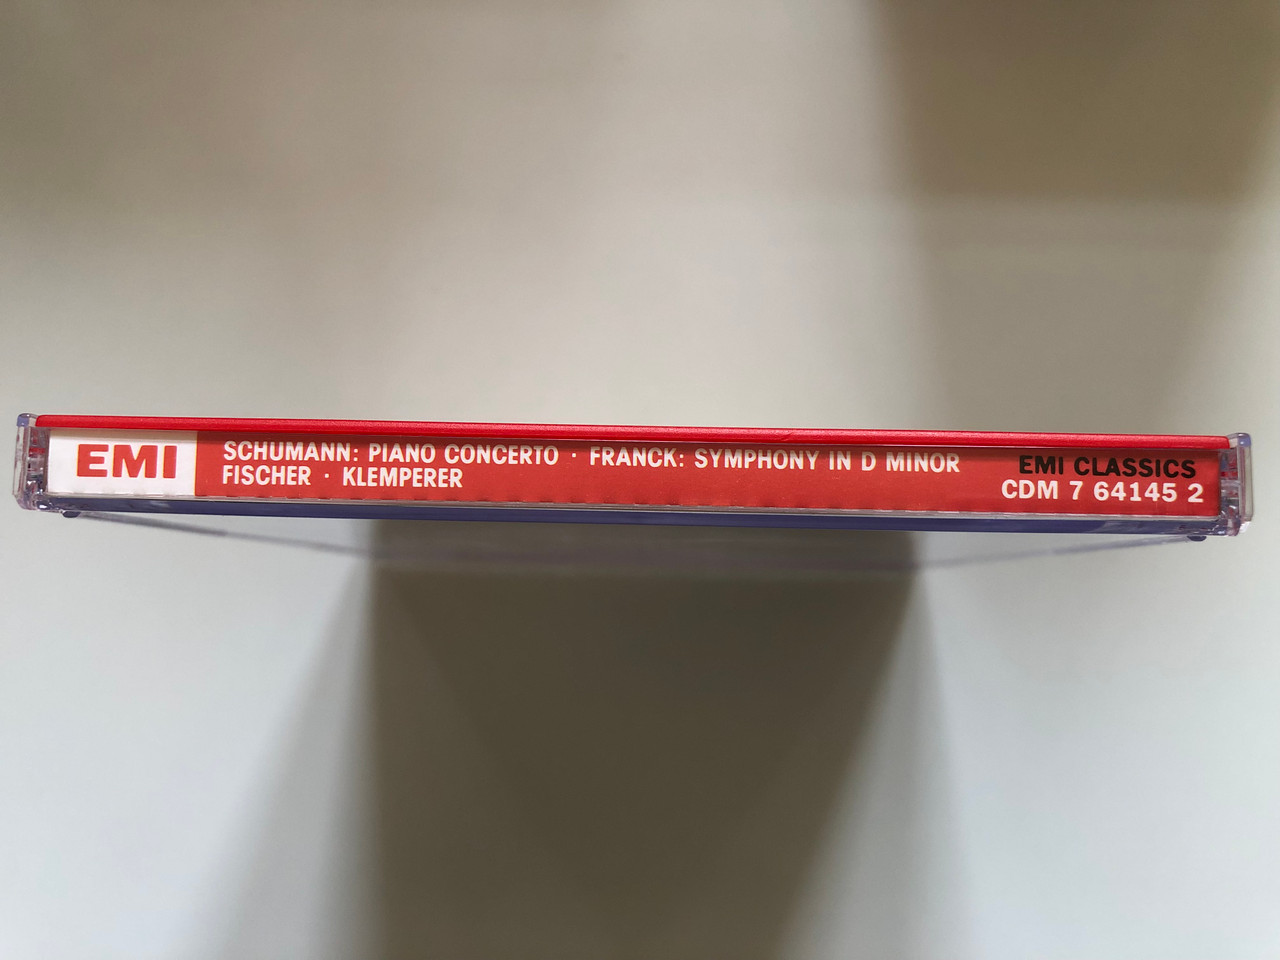 EMI
SCHUMANN: PIANO CONCERTO · FRANCK: SYMPHONY IN D MINOR
FISCHER · KLEMPERER
EMI CLASSICS
CDM 7 64145 2